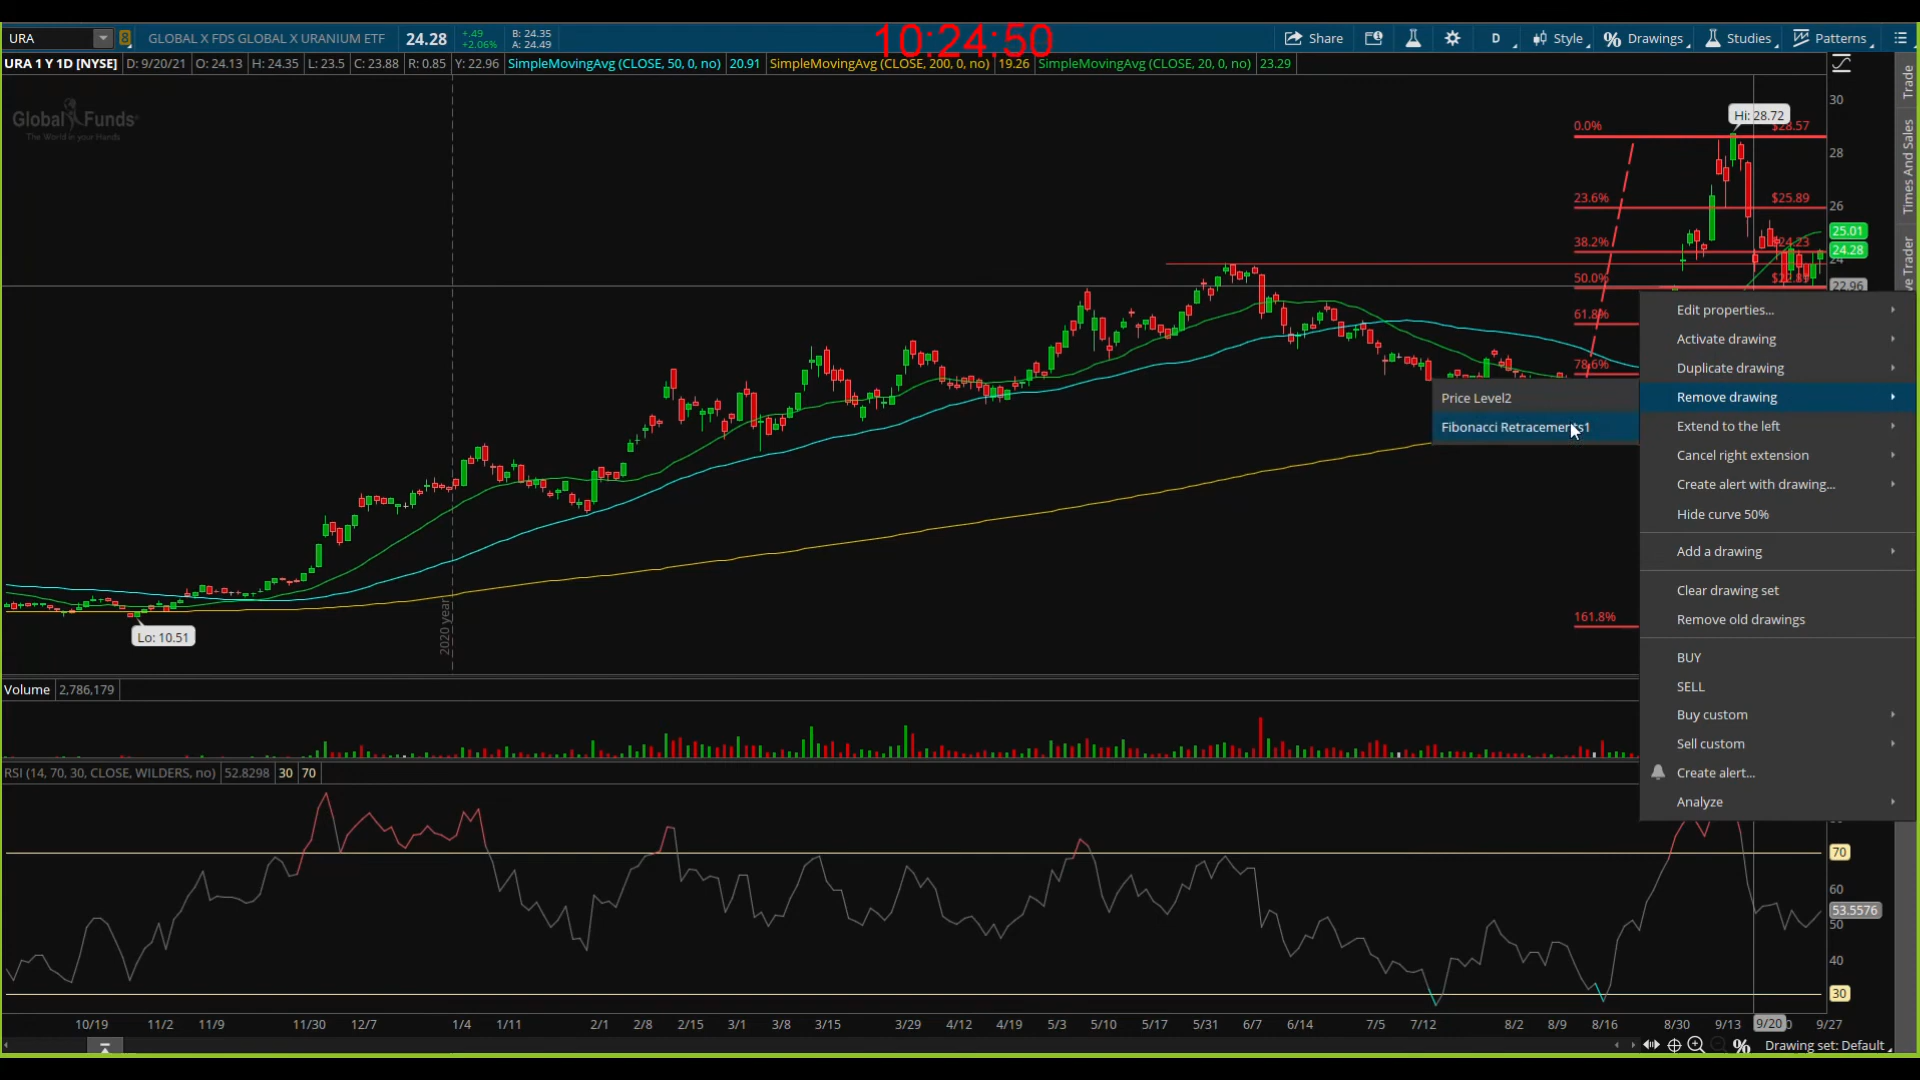 URA
8
GLOBAL X FDS GLOBAL X URANIUM ETF
24.28
+.49
+2.06%
B: 24.35
A: 24.49
10:24:50
Share
D
Style
Drawings
Studies
Patterns
URA 1 Y 1D [NYSE]
D: 9/20/21
O: 24.13
H: 24.35
L: 23.5
C: 23.88
R: 0.85
Y: 22.96
SimpleMovingAvg (CLOSE, 50, 0, no)
20.91
SimpleMovingAvg (CLOSE, 200, 0, no)
19.26
SimpleMovingAvg (CLOSE, 20, 0, no)
23.29
Global Funds
The World in your Hands
Trade
Times And Sales
Hi: 28.72
0.0%
$28.57
23.6%
$25.89
38.2%
50.0%
61.8%
78.6%
161.8%
30
28
26
25.01
24.28
24
22.96
2020 year
Lo: 10.51
Edit properties...
Activate drawing
Duplicate drawing
Remove drawing
Price Level2
Fibonacci Retracements1
Extend to the left
Cancel right extension
Create alert with drawing...
Hide curve 50%
Add a drawing
Clear drawing set
Remove old drawings
BUY
SELL
Buy custom
Sell custom
Create alert...
Analyze
Volume
2,786,179
RSI (14, 70, 30, CLOSE, WILDERS, no)
52.8298
30
70
70
60
53.5576
50
40
30
10/19 11/2 11/9 11/30 12/7 1/4 1/11 2/1 2/8 2/15 3/1 3/8 3/15 3/29 4/12 4/19 5/3 5/10 5/17 5/31 6/7 6/14 7/5 7/12 8/2 8/9 8/16 8/30 9/13 9/20 9/27
Drawing set: Default